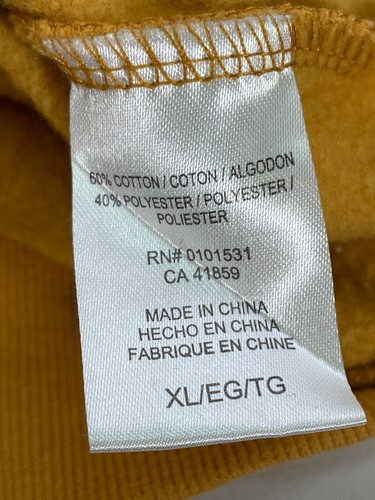 60% COTTON / COTON / ALGODON
40% POLYESTER / POLYESTER /
POLIESTER
RN# 0101531
CA 41859
MADE IN CHINA
HECHO EN CHINA
FABRIQUE EN CHINE
XL/EG/TG